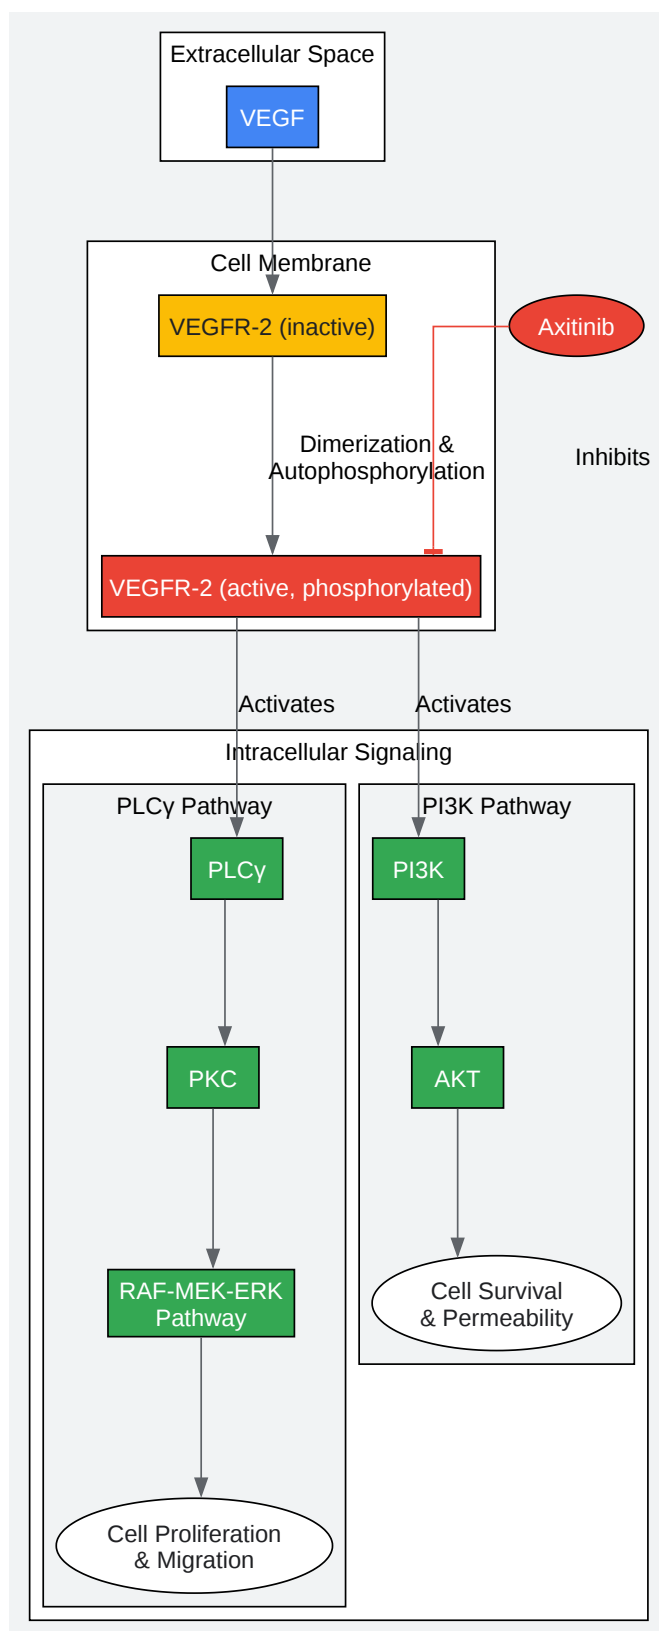 Extracellular Space
VEGF
Cell Membrane
VEGFR-2 (inactive)
Axitinib
Dimerization &
Autophosphorylation
Inhibits
VEGFR-2 (active, phosphorylated)
Activates
Activates
Intracellular Signaling
PLCγ Pathway
PI3K Pathway
PLCγ
PI3K
PKC
AKT
RAF-MEK-ERK
Pathway
Cell Survival
& Permeability
Cell Proliferation
& Migration